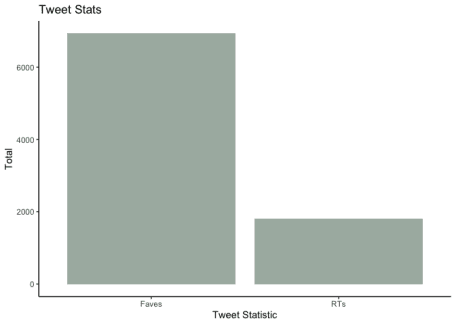 Tweet Stats
Total
6000
4000
2000
0
Faves
RTs
Tweet Statistic